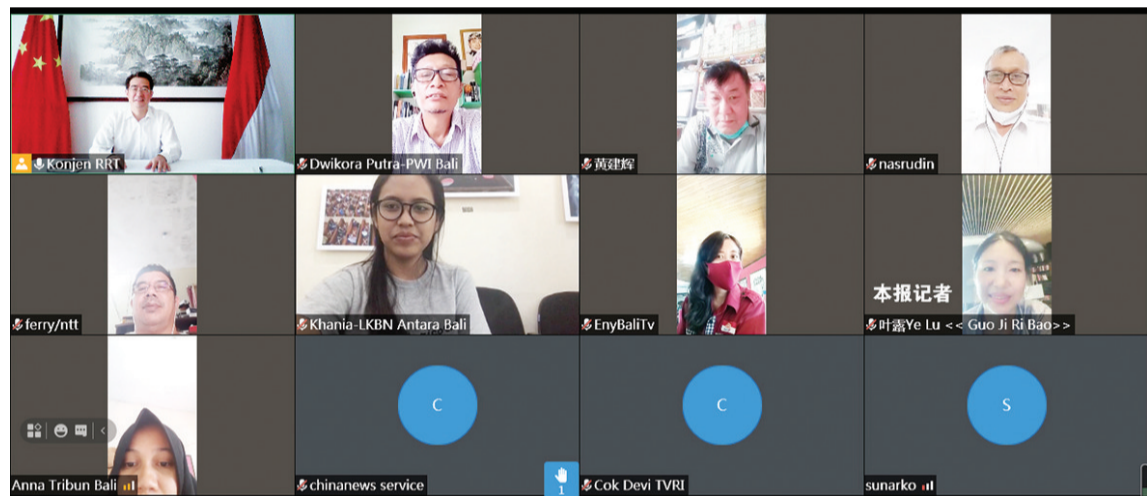 Konjen RRT
Dwikora Putra-PWI Bali
黄建辉
nasrudin
ferry/ntt
Khania-LKBN Antara Bali
EnyBaliTv
本报记者
叶露Ye Lu << Guo Ji Ri Bao>>
Anna Tribun Bali
C
chinanews service
1
C
Cok Devi TVRI
S
sunarko